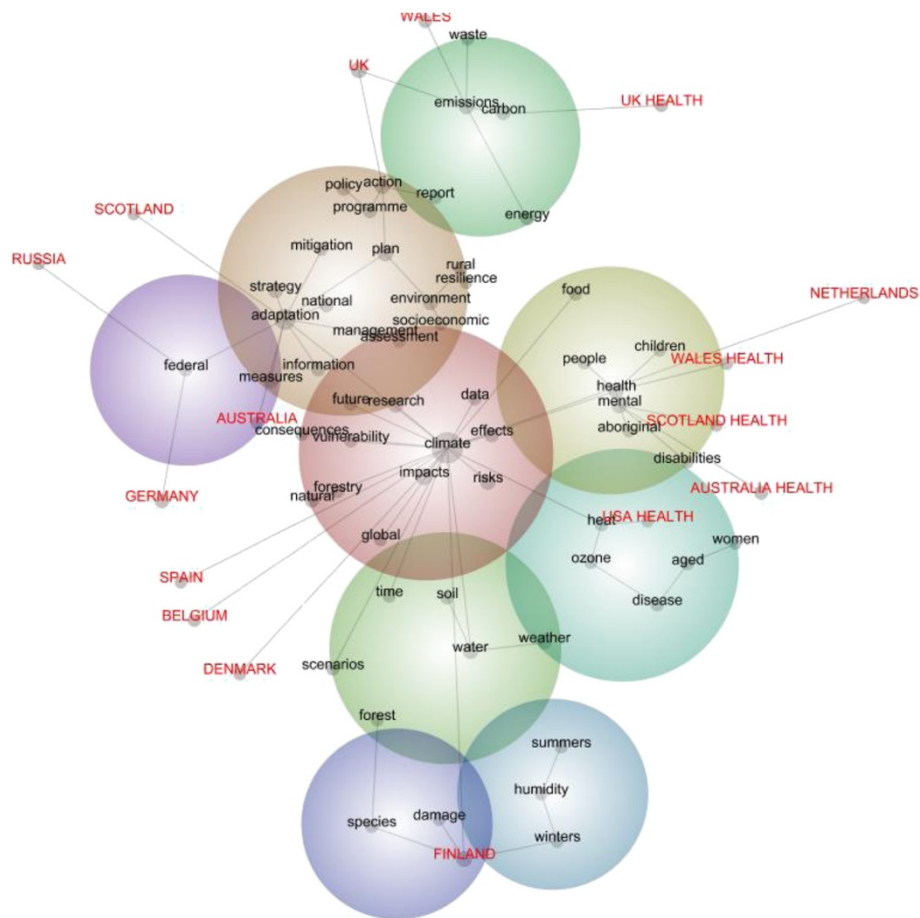 WALES
waste
UK
emissions
carbon
UK HEALTH
policy
action
report
programme
energy
SCOTLAND
mitigation
plan
RUSSIA
rural
resilience
strategy
national
environment
food
NETHERLANDS
adaptation
socioeconomic
management
assessment
children
people
WALES HEALTH
federal
information
measures
health
mental
future
research
data
AUSTRALIA
consequences
vulnerability
climate
effects
aboriginal
SCOTLAND HEALTH
disabilities
impacts
risks
GERMANY
natural
forestry
AUSTRALIA HEALTH
heat
USA HEALTH
global
women
ozone
aged
SPAIN
time
soil
disease
BELGIUM
water
weather
DENMARK
scenarios
forest
summers
humidity
species
damage
winters
FINLAND